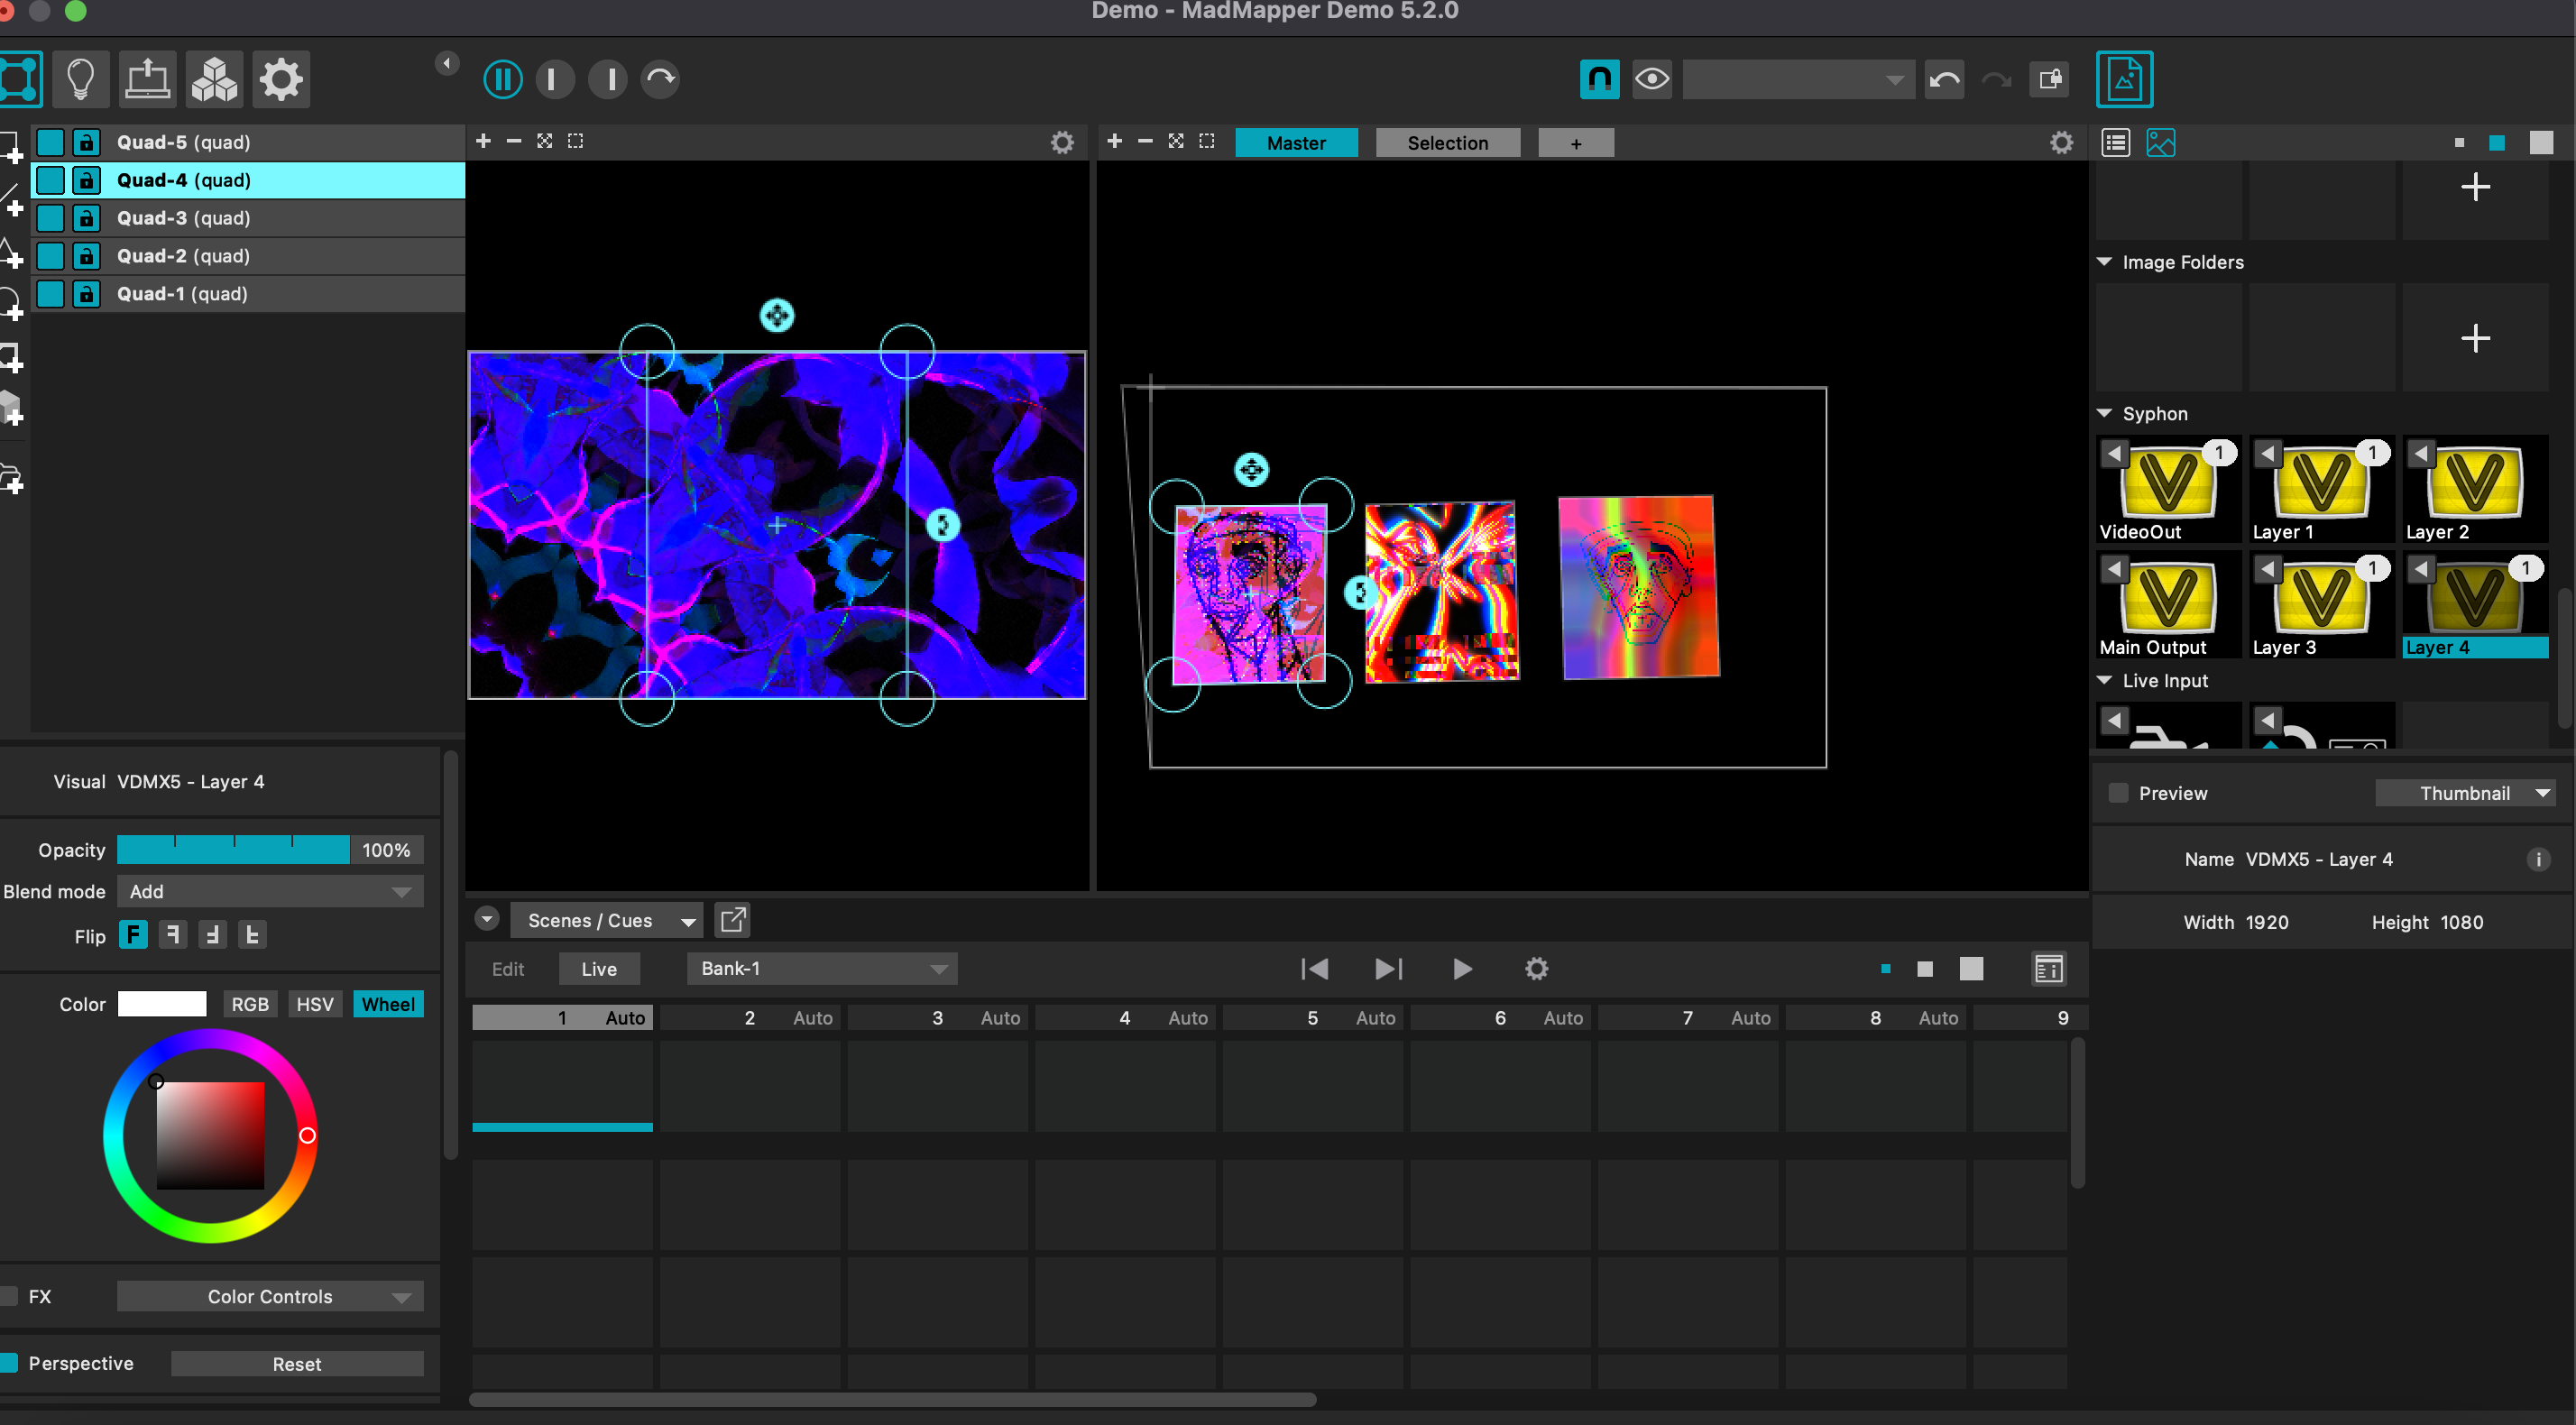 Demo - MadMapper Demo 5.2.0
Master
Selection
+
Quad-5 (quad)
Quad-4 (quad)
Quad-3 (quad)
Quad-2 (quad)
Quad-1 (quad)
Image Folders
Syphon
1
1
VideoOut
Layer 1
Layer 2
1
1
Main Output
Layer 3
Layer 4
Live Input
Visual VDMX5 - Layer 4
Opacity 100%
Blend mode Add
Flip F F F F
Color RGB HSV Wheel
FX Color Controls
Perspective Reset
Scenes / Cues
Edit Live Bank-1
1 Auto 2 Auto 3 Auto 4 Auto 5 Auto 6 Auto 7 Auto 8 Auto 9
Preview Thumbnail
Name VDMX5 - Layer 4
Width 1920 Height 1080